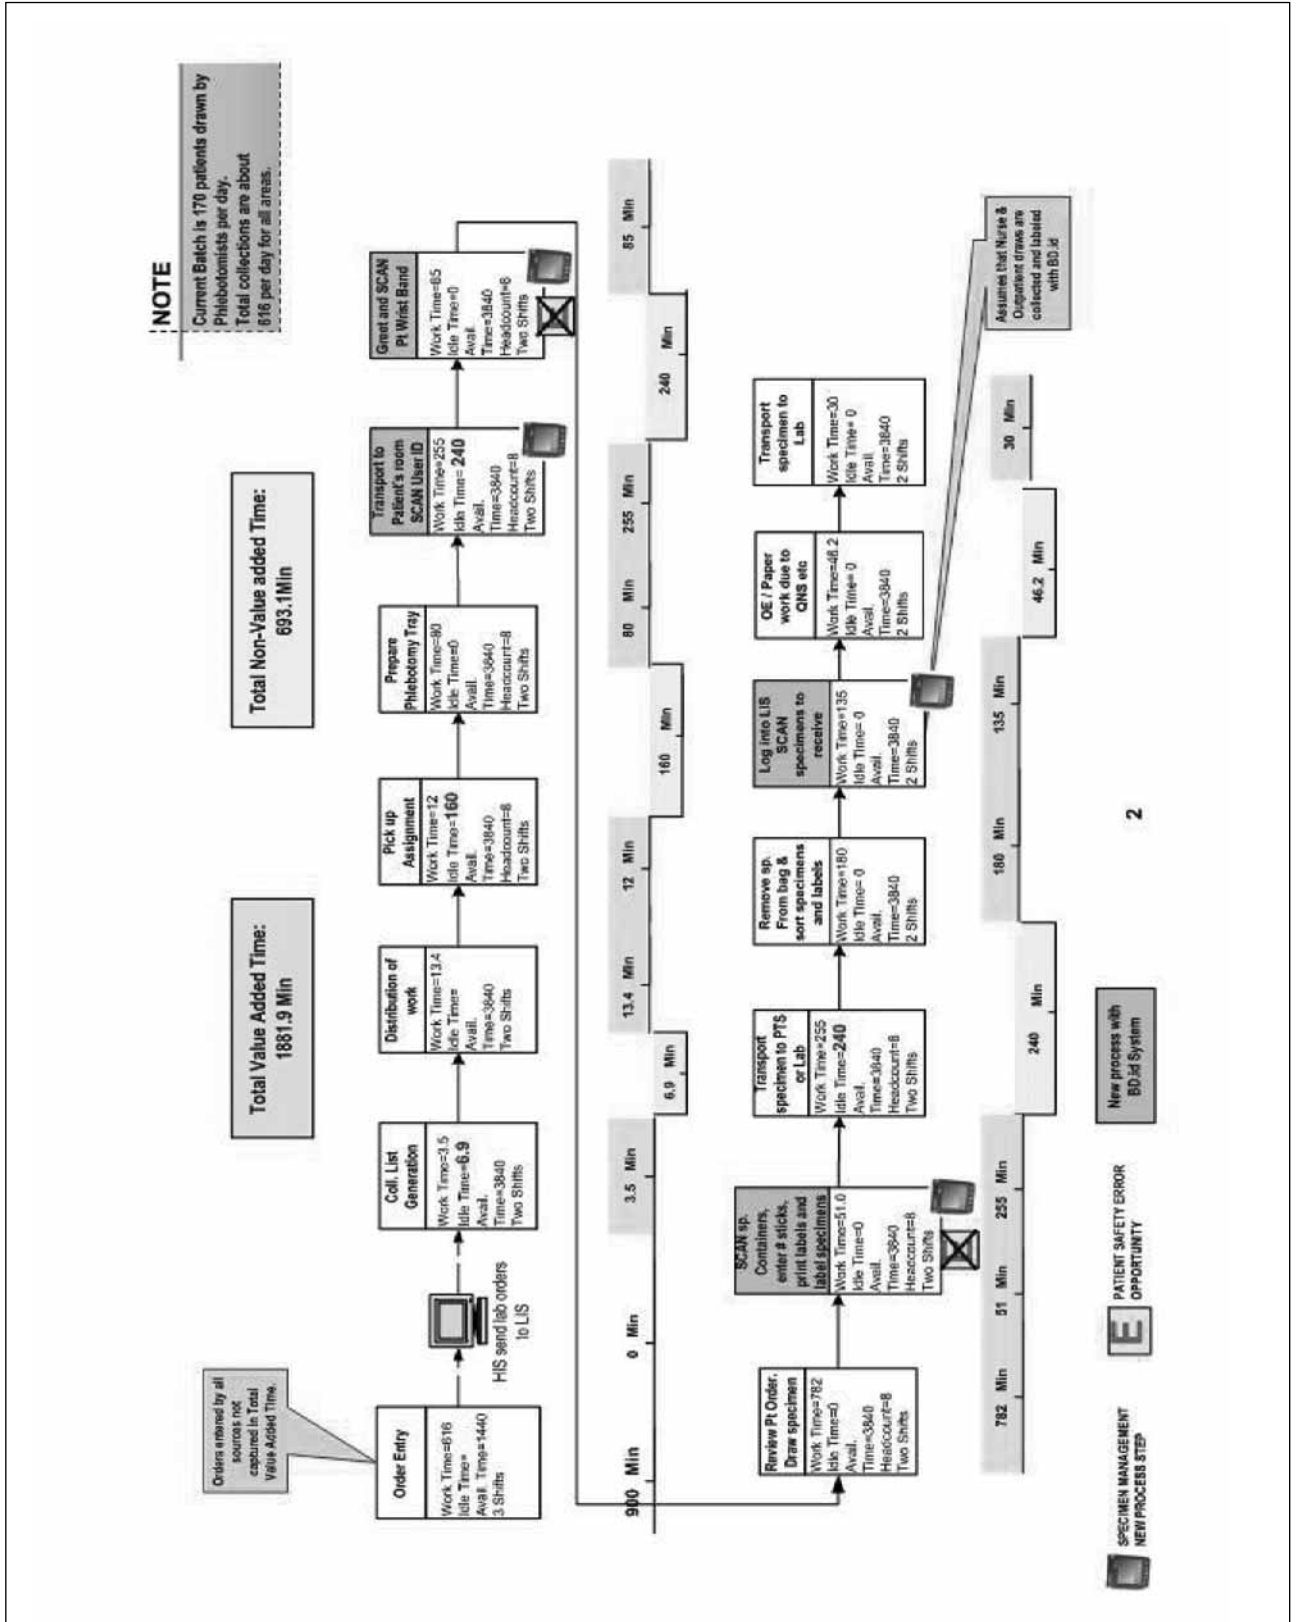 NOTE
Current Batch is 170 patients drawn by
Phlebotomists per day.
Total collections are about
616 per day for all areas.
Total Value Added Time:
1881.9 Min
Total Non-Value added Time:
693.1Min
Orders entered by all
sources not
captured in Total
Value Added Time.
Order Entry
Work Time=616
Idle Time=
Avail. Time=1440
3 Shifts
HIS send lab orders
to LIS
Coll. List
Generation
Work Time=3.5
Idle Time=6.9
Avail.
Time=3840
Two Shifts
Distribution of
work
Work Time=13.4
Idle Time=
Avail.
Time=3840
Two Shifts
Pick up
Assignment
Work Time=12
Idle Time=160
Avail.
Time=3840
Headcount=8
Two Shifts
Prepare
Phlebotomy Tray
Work Time=80
Idle Time=0
Avail.
Time=3840
Headcount=8
Two Shifts
Transport to
Patient's room
SCAN User ID
Work Time=255
Idle Time= 240
Avail.
Time=3840
Headcount=8
Two Shifts
Greet and SCAN
Pt Wrist Band
Work Time=85
Idle Time=0
Avail.
Time=3840
Headcount=8
Two Shifts
900 Min
0 Min
3.5 Min
6.9 Min
13.4 Min
12 Min
160 Min
80 Min
255 Min
240 Min
85 Min
Review Pt Order,
Draw specimen
Work Time=782
Idle Time=0
Avail.
Time=3840
Headcount=8
Two Shifts
SCAN sp.
Containers,
enter # sticks,
print labels and
label specimens
Work Time=51.0
Idle Time=0
Avail.
Time=3840
Headcount=8
Two Shifts
Transport
specimen to PTS
or Lab
Work Time=255
Idle Time=240
Avail.
Time=3840
Headcount=8
Two Shifts
Remove sp.
From bag &
sort specimens
and labels
Work Time=180
Idle Time= 0
Avail.
Time=3840
2 Shifts
Log into LIS
SCAN
specimens to
receive
Work Time=135
Idle Time= 0
Avail.
Time=3840
2 Shifts
OE / Paper
work due to
QNS etc
Work Time=46.2
Idle Time= 0
Avail.
Time=3840
2 Shifts
Transport
specimen to
Lab
Work Time=30
Idle Time= 0
Avail.
Time=3840
2 Shifts
Assumes that Nurse &
Outpatient draws are
collected and labeled
with BD.id
782 Min
51 Min
255 Min
240 Min
180 Min
135 Min
46.2 Min
30 Min
SPECIMEN MANAGEMENT
NEW PROCESS STEP
E
PATIENT SAFETY ERROR
OPPORTUNITY
New process with
BD.id System
2